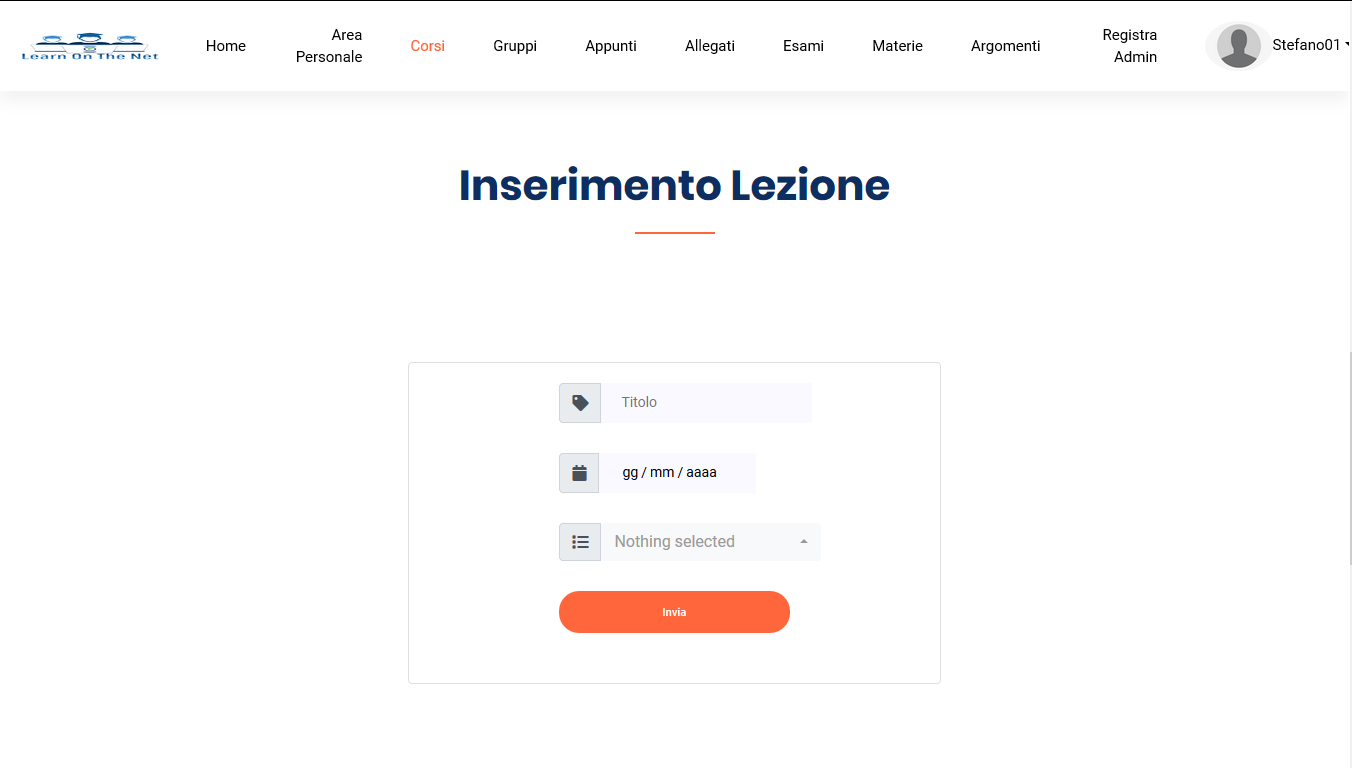 Learn On The Net
Home
Area
Personale
Corsi
Gruppi
Appunti
Allegati
Esami
Materie
Argomenti
Registra
Admin
Stefano01
Inserimento Lezione
Titolo
gg / mm / aaaa
Nothing selected
Invia